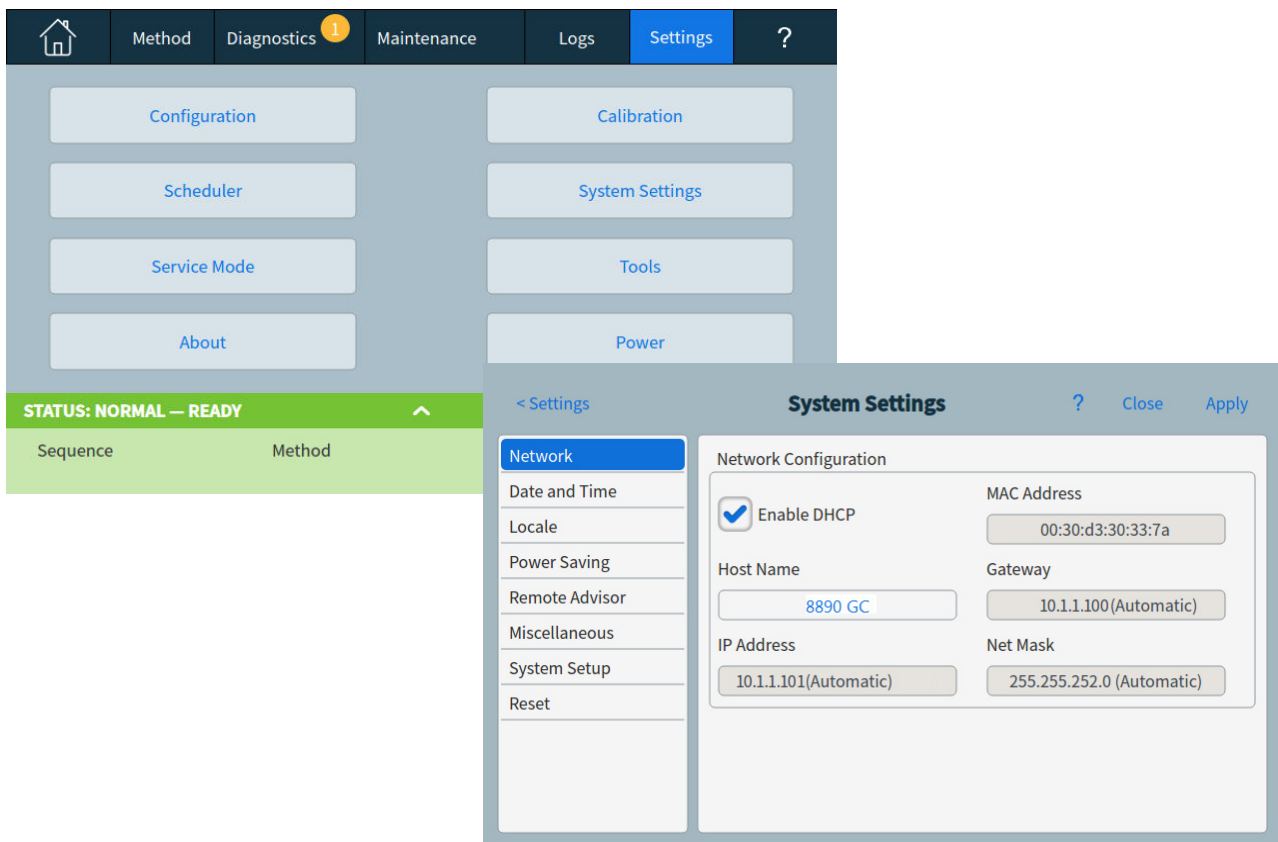 Method Diagnostics 1 Maintenance Logs Settings ?
Configuration Calibration
Scheduler System Settings
Service Mode Tools
About Power
STATUS: NORMAL — READY
Sequence Method
< Settings System Settings ? Close Apply
Network
Date and Time
Locale
Power Saving
Remote Advisor
Miscellaneous
System Setup
Reset
Network Configuration
Enable DHCP
MAC Address
00:30:d3:30:33:7a
Host Name
8890 GC
Gateway
10.1.1.100(Automatic)
IP Address
10.1.1.101(Automatic)
Net Mask
255.255.252.0 (Automatic)